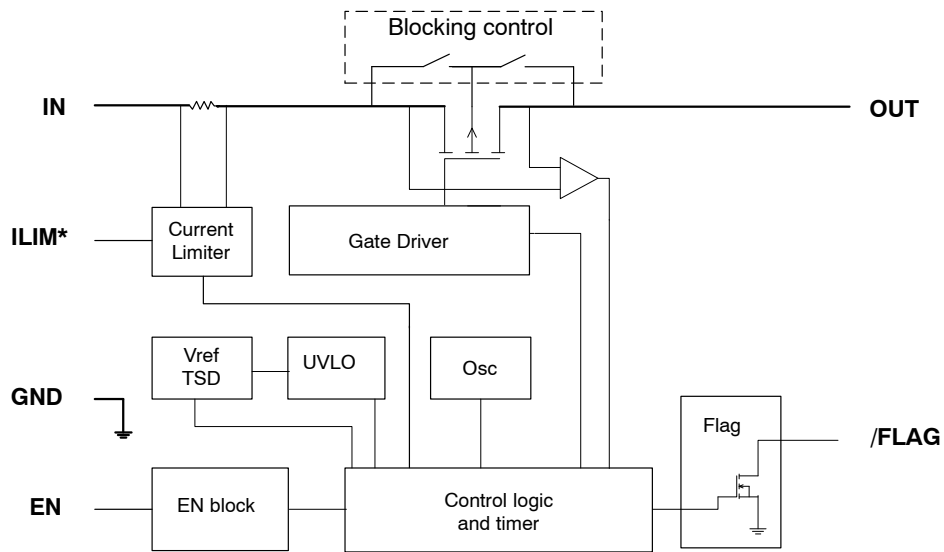 Blocking control
IN
OUT
ILIM*
Current
Limiter
Gate Driver
Vref
TSD
UVLO
Osc
GND
Flag
/FLAG
EN
EN block
Control logic
and timer